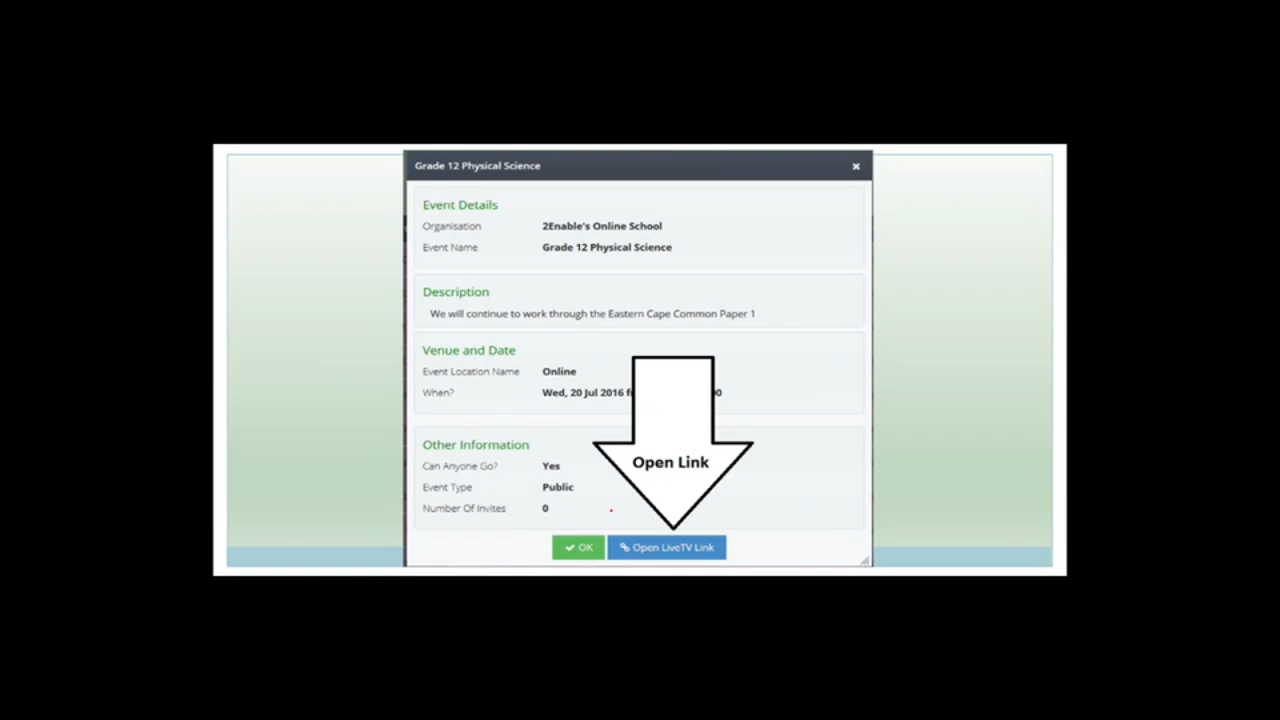 Grade 12 Physical Science
Event Details
Organisation 2Enable's Online School
Event Name Grade 12 Physical Science
Description
We will continue to work through the Eastern Cape Common Paper 1
Venue and Date
Event Location Name Online
When? Wed, 20 Jul 2016
Other Information
Can Anyone Go? Yes
Open Link
Event Type Public
Number Of Invites 0
OK Open LiveTV Link